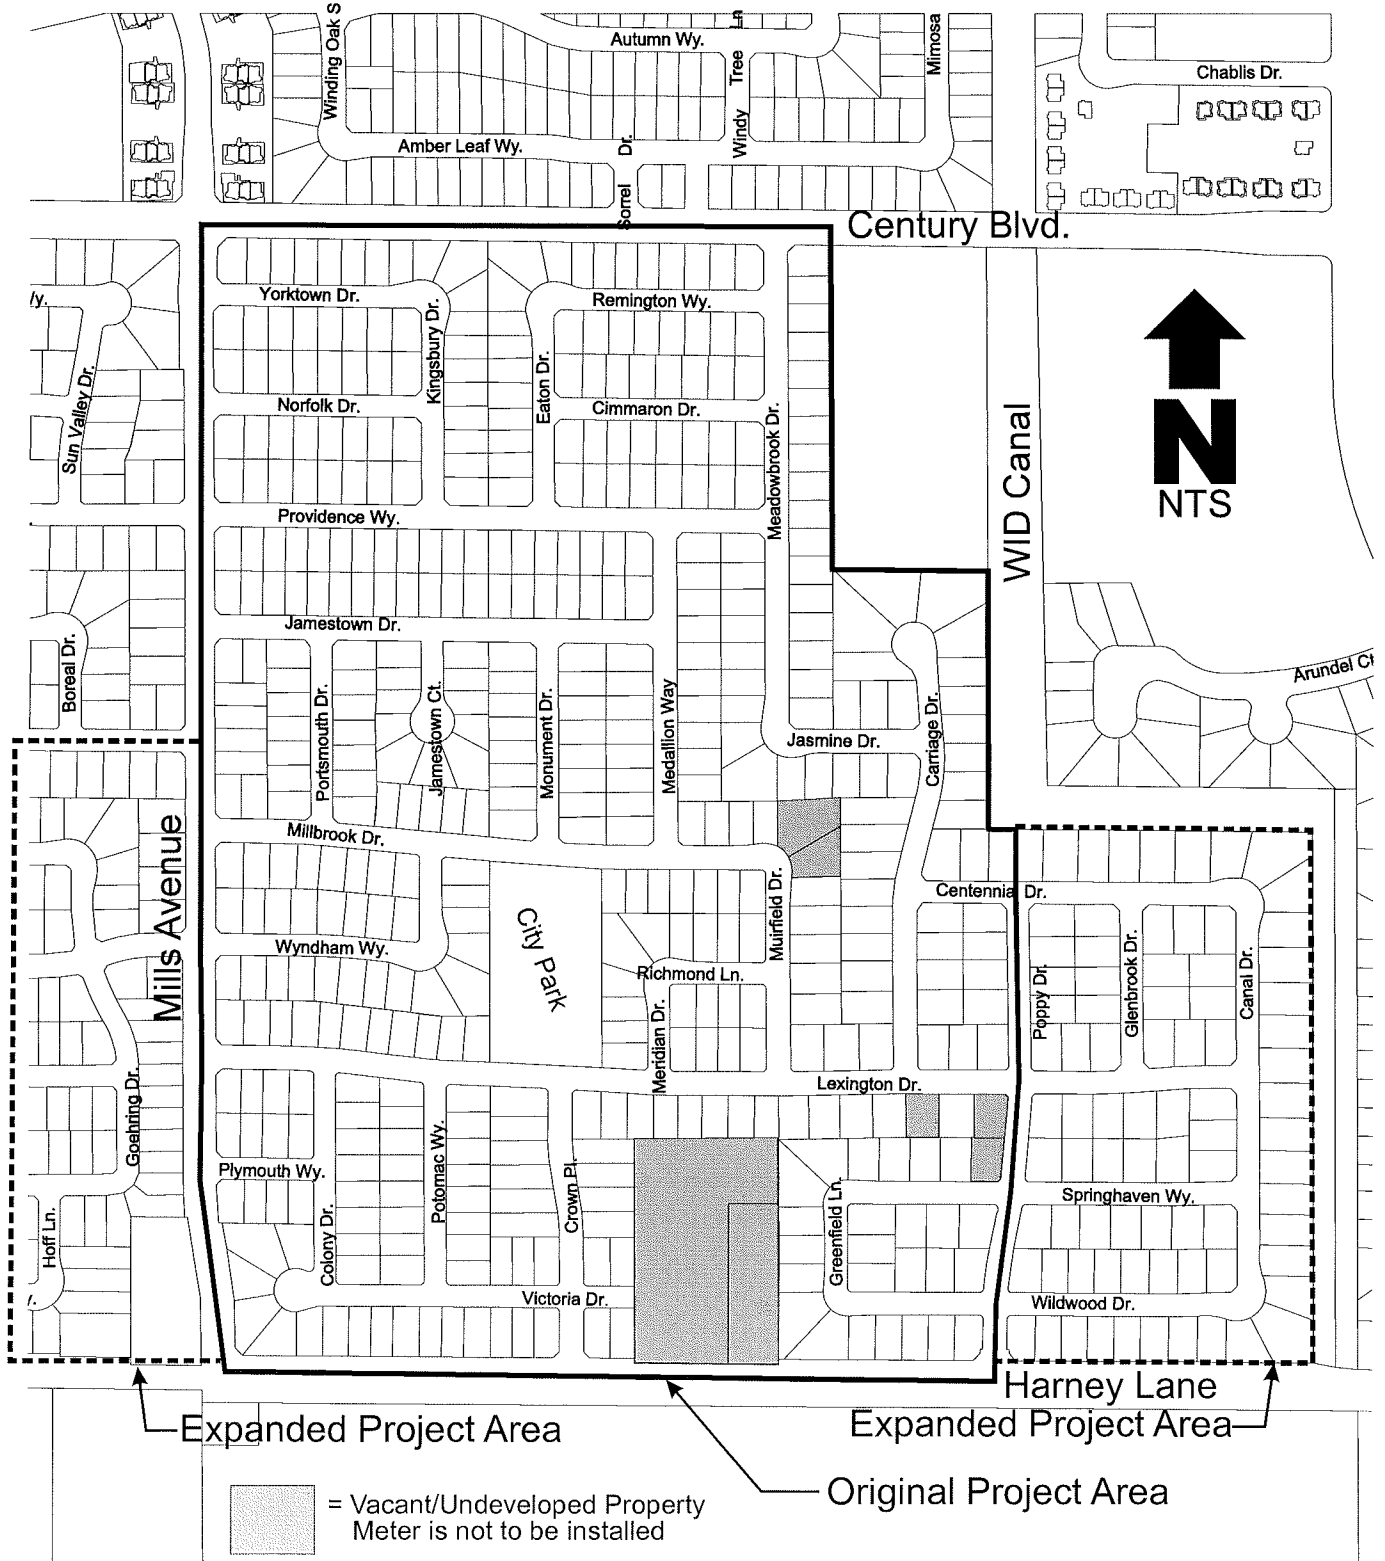 Winding Oak S
Autumn Wy.
Tree Ln
Mimosa
Chablis Dr.
Amber Leaf Wy.
Sorrel Dr.
Windy
Century Blvd.
Yorktown Dr.
Remington Wy.
Kingsbury Dr.
Eaton Dr.
Sun Valley Dr.
Norfolk Dr.
Cimmaron Dr.
Meadowbrook Dr.
WID Canal
N
NTS
Providence Wy.
Jamestown Dr.
Boreal Dr.
Portsmouth Dr.
Jamestown Ct.
Monument Dr.
Medallion Way
Jasmine Dr.
Carriage Dr.
Arundel Ct
Mills Avenue
Millbrook Dr.
Muirfield Dr.
Centennial Dr.
City Park
Wyndham Wy.
Richmond Ln.
Meridian Dr.
Poppy Dr.
Glenbrook Dr.
Canal Dr.
Lexington Dr.
Goehring Dr.
Plymouth Wy.
Potomac Wy.
Crown Pl.
Greenfield Ln.
Springhaven Wy.
Hoff Ln.
Colony Dr.
Victoria Dr.
Wildwood Dr.
Harney Lane
Expanded Project Area
Expanded Project Area
Original Project Area
= Vacant/Undeveloped Property
Meter is not to be installed